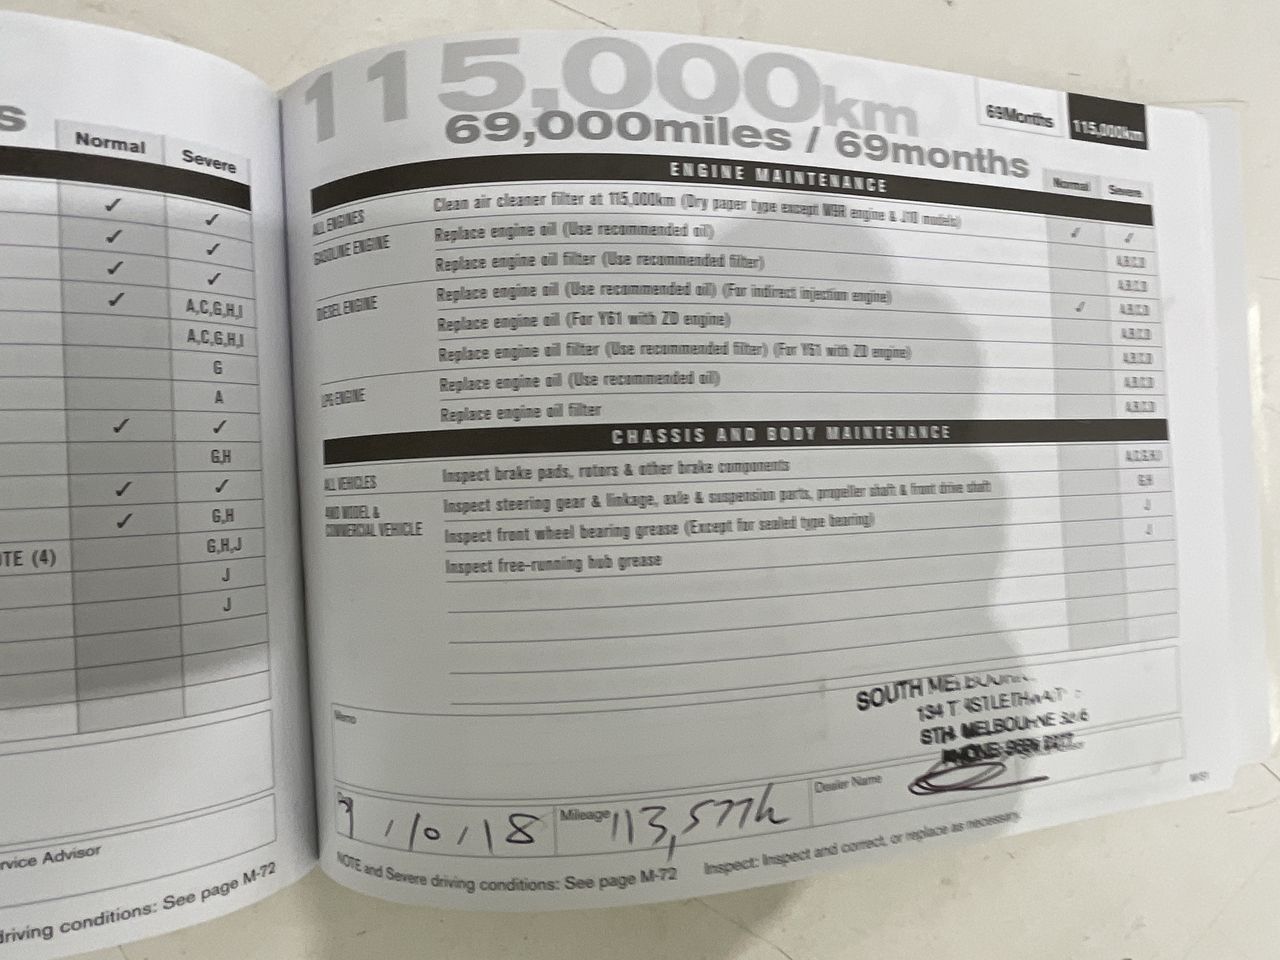 S
Normal
Severe
✓
✓
✓
✓
✓
✓
✓ A,C,G,H,J
A,C,G,H,J
G
A
✓ ✓
G,H
✓ ✓
✓ G,H
NOTE (4) G,H,J
J
J
Service Advisor
driving conditions: See page M-72
115,000km
69,000miles / 69months
69Months
115,000km
ENGINE MAINTENANCE
Normal
Severe
ALL ENGINES
Clean air cleaner filter at 115,000km (Dry paper type except M9R engine & J10 models)
✓ ✓
GASOLINE ENGINE
Replace engine oil (Use recommended oil)
A,B,C,D
Replace engine oil filter (Use recommended filter)
A,B,C,D
DIESEL ENGINE
Replace engine oil (Use recommended oil) (For indirect injection engine)
✓ A,B,C,D
Replace engine oil (For Y61 with ZD engine)
A,B,C,D
Replace engine oil filter (Use recommended filter) (For Y61 with ZD engine)
A,B,C,D
LPG ENGINE
Replace engine oil (Use recommended oil)
A,B,C,D
Replace engine oil filter
A,B,C,D
CHASSIS AND BODY MAINTENANCE
ALL VEHICLES
Inspect brake pads, rotors & other brake components
A,C,G,H,J
Inspect steering gear & linkage, axle & suspension parts, propeller shaft & front drive shaft
G,H
4WD MODEL &
COMMERCIAL VEHICLE
Inspect front wheel bearing grease (Except for sealed type bearing)
J
Inspect free-running hub grease
J
Memo
SOUTH MELBOURNE
134 THISTLETHWAITE
STH. MELBOURNE
PHONE:
9/10/18
Mileage 113,577k
Dealer Name
NOTE and Severe driving conditions: See page M-72
Inspect: Inspect and correct, or replace as necessary.
M-51